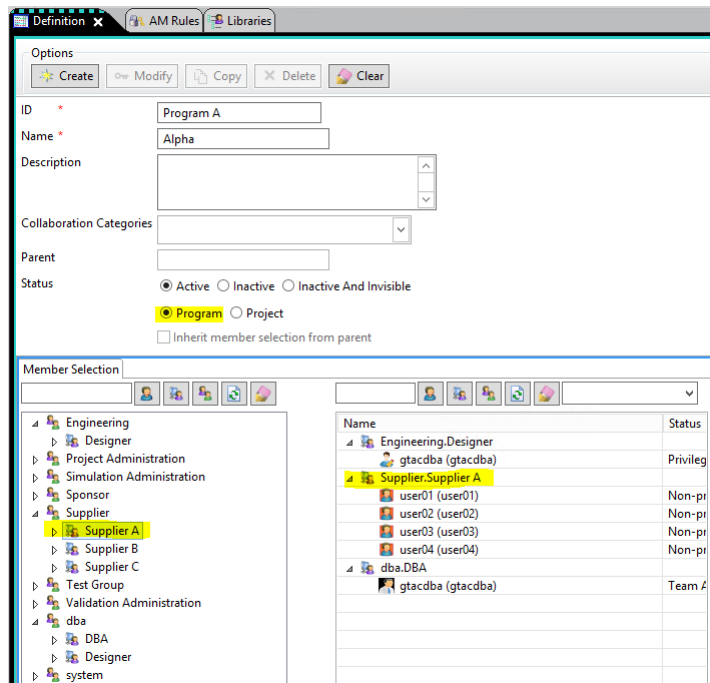 Definition AM Rules Libraries
Options
Create Modify Copy Delete Clear
ID * Program A
Name * Alpha
Description
Collaboration Categories
Parent
Status Active Inactive Inactive And Invisible
Program Project
Inherit member selection from parent
Member Selection
Engineering
Designer
Project Administration
Simulation Administration
Sponsor
Supplier
Supplier A
Supplier B
Supplier C
Test Group
Validation Administration
dba
DBA
Designer
system
Name Status
Engineering.Designer
gtacdba (gtacdba) Privileg
Supplier.Supplier A
user01 (user01) Non-pr
user02 (user02) Non-pr
user03 (user03) Non-pr
user04 (user04) Non-pr
dba.DBA
gtacdba (gtacdba) Team A